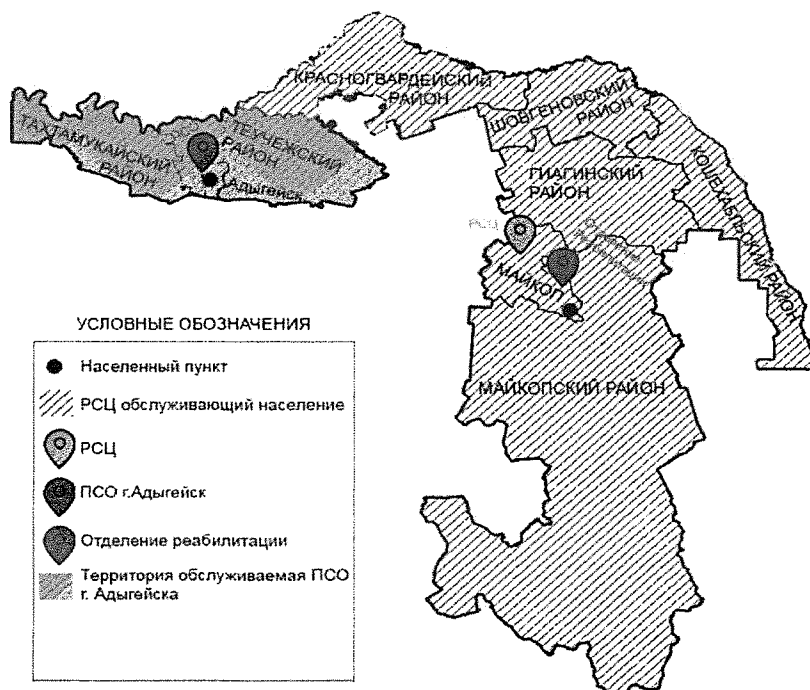 КРАСНОГВАРДЕЙСКИЙ
РАЙОН
ШОВГЕНОВСКИЙ
РАЙОН
КОШЕХАБЛЬСКИЙ РАЙОН
ТАХТАМУКАЙСКИЙ
РАЙОН
ТЕУЧЕЖСКИЙ
РАЙОН
Адыгейск
ГИАГИНСКИЙ
РАЙОН
РСЦ
МАЙКОП
МАЙКОПСКИЙ РАЙОН
УСЛОВНЫЕ ОБОЗНАЧЕНИЯ
Населенный пункт
РСЦ обслуживающий население
РСЦ
ПСО г.Адыгейск
Отделение реабилитации
Территория обслуживаемая ПСО
г. Адыгейска